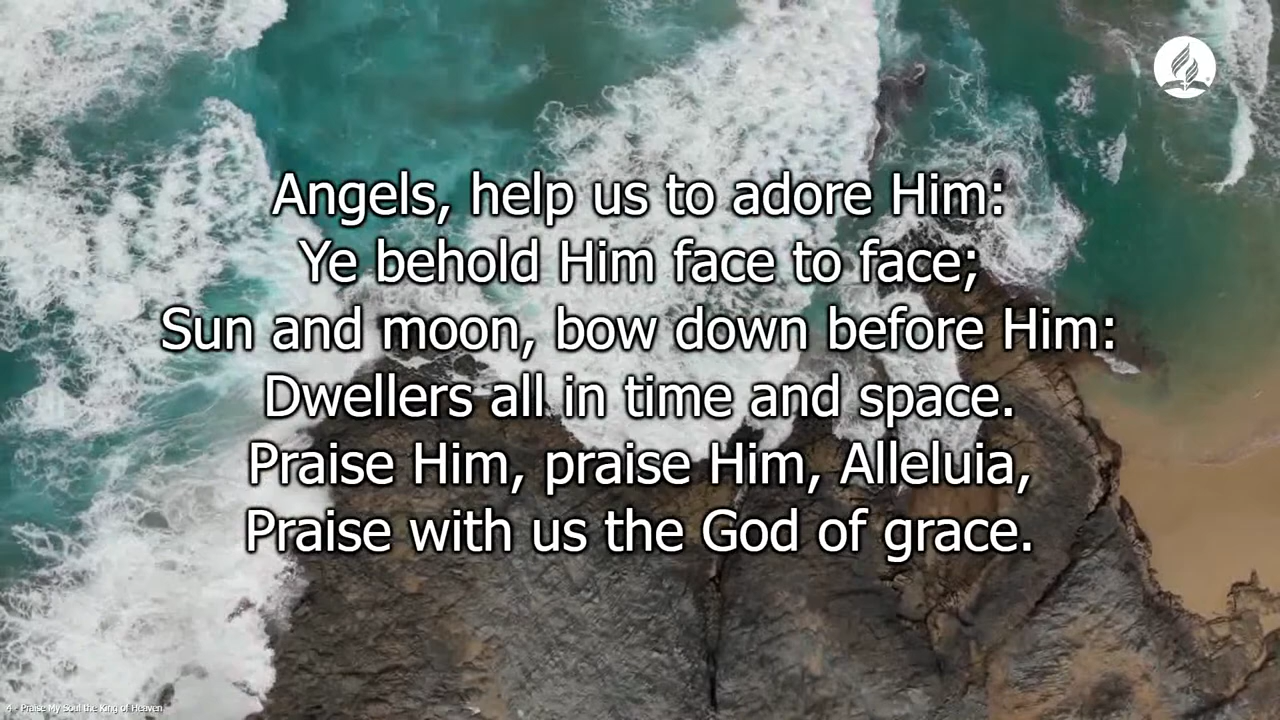 Angels, help us to adore Him:
Ye behold Him face to face;
Sun and moon, bow down before Him:
Dwellers all in time and space.
Praise Him, praise Him, Alleluia,
Praise with us the God of grace.
4 - Praise My Soul the King of Heaven